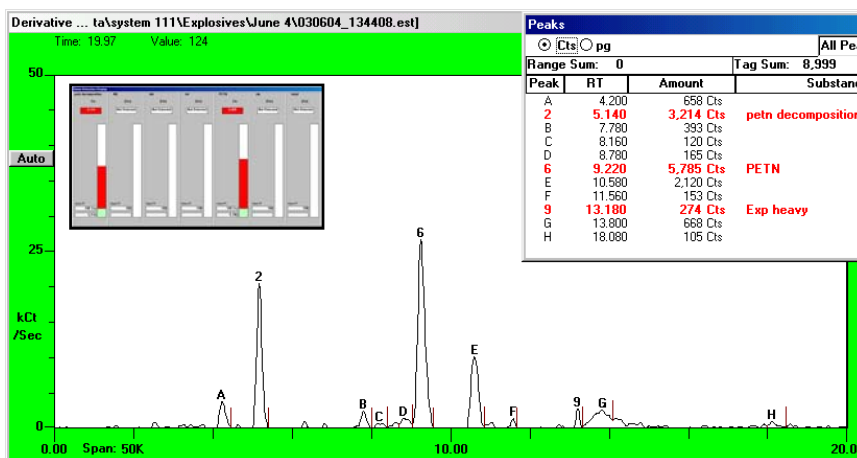 Derivative ... ta\system 111\Explosives\June 4\030604_134408.est]
Time: 19.97 Value: 124
50
Auto
25
kCt
/Sec
0
0.00 Span: 50K 10.00 20.0
A
2
B
C
D
6
E
F
9
G
H
Peaks
Cts pg All Pea
Range Sum: 0 Tag Sum: 8,999
Peak RT Amount Substanc
A 4.200 658 Cts
2 5.140 3,214 Cts petn decomposition
B 7.780 393 Cts
C 8.160 120 Cts
D 8.780 165 Cts
6 9.220 5,785 Cts PETN
E 10.580 2,120 Cts
F 11.560 153 Cts
9 13.180 274 Cts Exp heavy
G 13.800 668 Cts
H 18.080 105 Cts